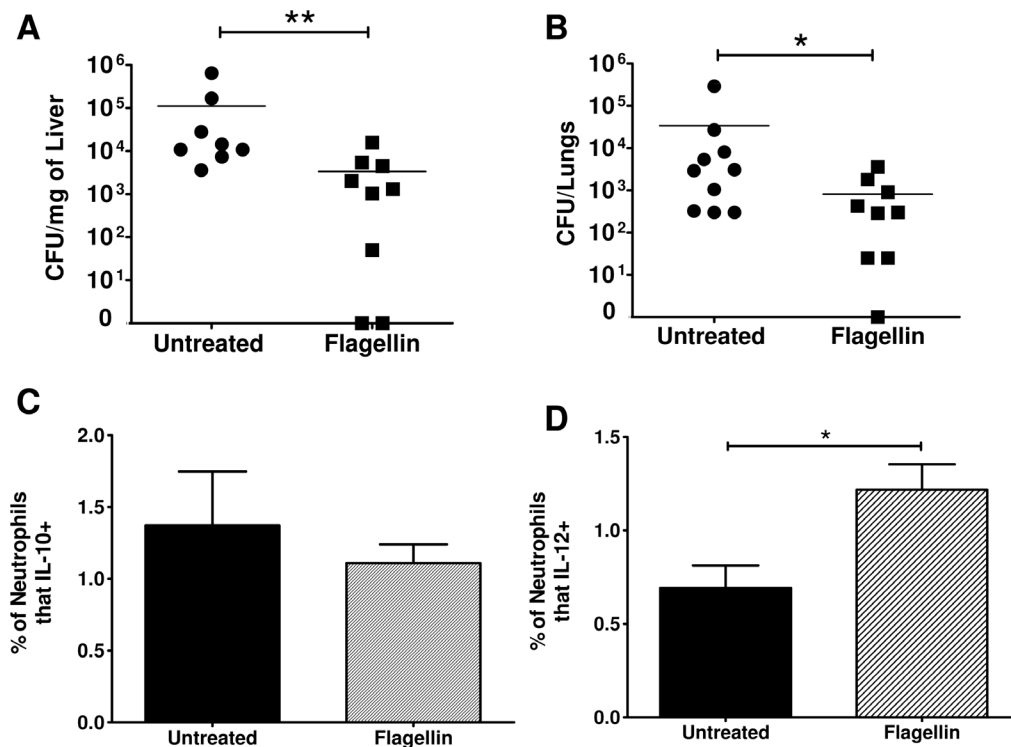 A
**
CFU/mg of Liver
10⁶
10⁵
10⁴
10³
10²
10¹
0
Untreated
Flagellin
B
*
CFU/Lungs
10⁶
10⁵
10⁴
10³
10²
10¹
0
Untreated
Flagellin
C
% of Neutrophils
that IL-10+
2.0
1.5
1.0
0.5
0.0
Untreated
Flagellin
D
*
% of Neutrophils
that IL-12+
1.5
1.0
0.5
0.0
Untreated
Flagellin